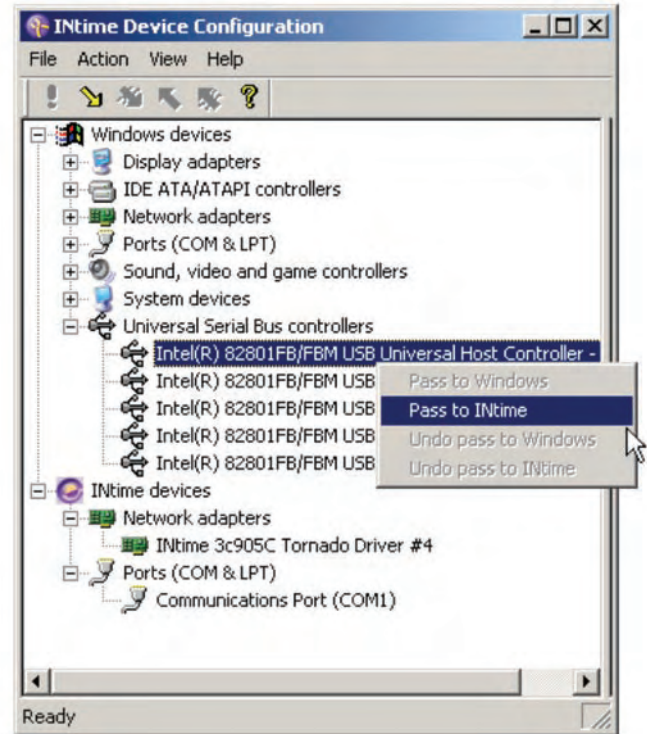 INtime Device Configuration
File Action View Help
Windows devices
Display adapters
IDE ATA/ATAPI controllers
Network adapters
Ports (COM & LPT)
Sound, video and game controllers
System devices
Universal Serial Bus controllers
Intel(R) 82801FB/FBM USB Universal Host Controller -
Intel(R) 82801FB/FBM USB
Pass to Windows
Intel(R) 82801FB/FBM USB
Pass to INtime
Intel(R) 82801FB/FBM USB
Undo pass to Windows
Intel(R) 82801FB/FBM USB
Undo pass to INtime
INtime devices
Network adapters
INtime 3c905C Tornado Driver #4
Ports (COM & LPT)
Communications Port (COM1)
Ready